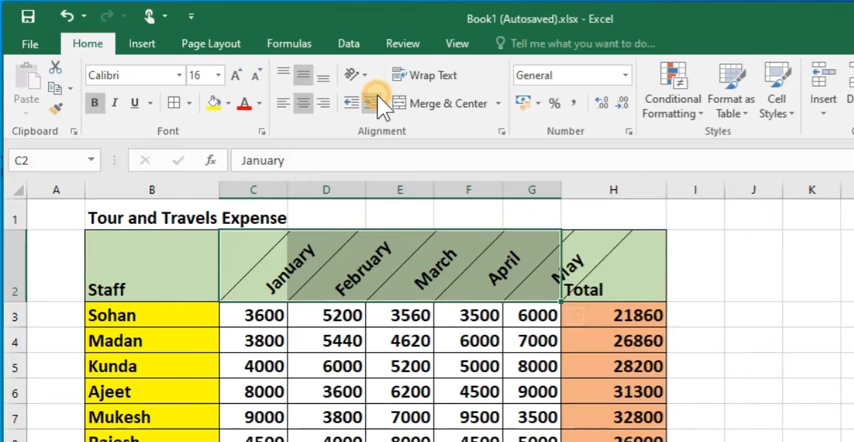 Book1 (Autosaved).xlsx - Excel
File Home Insert Page Layout Formulas Data Review View Tell me what you want to do...
Calibri 16 A A Wrap Text General
Paste B I U A Merge & Center % , Conditional Formatting Format as Table Cell Styles Insert
Clipboard Font Alignment Number Styles
C2 fx January
A B C D E F G H I J K
1 Tour and Travels Expense
2 Staff January February March April May Total
3 Sohan 3600 5200 3560 3500 6000 21860
4 Madan 3800 5440 4620 6000 7000 26860
5 Kunda 4000 6000 5200 5000 8000 28200
6 Ajeet 8000 3600 6200 4500 9000 31300
7 Mukesh 9000 3800 7000 9500 3500 32800